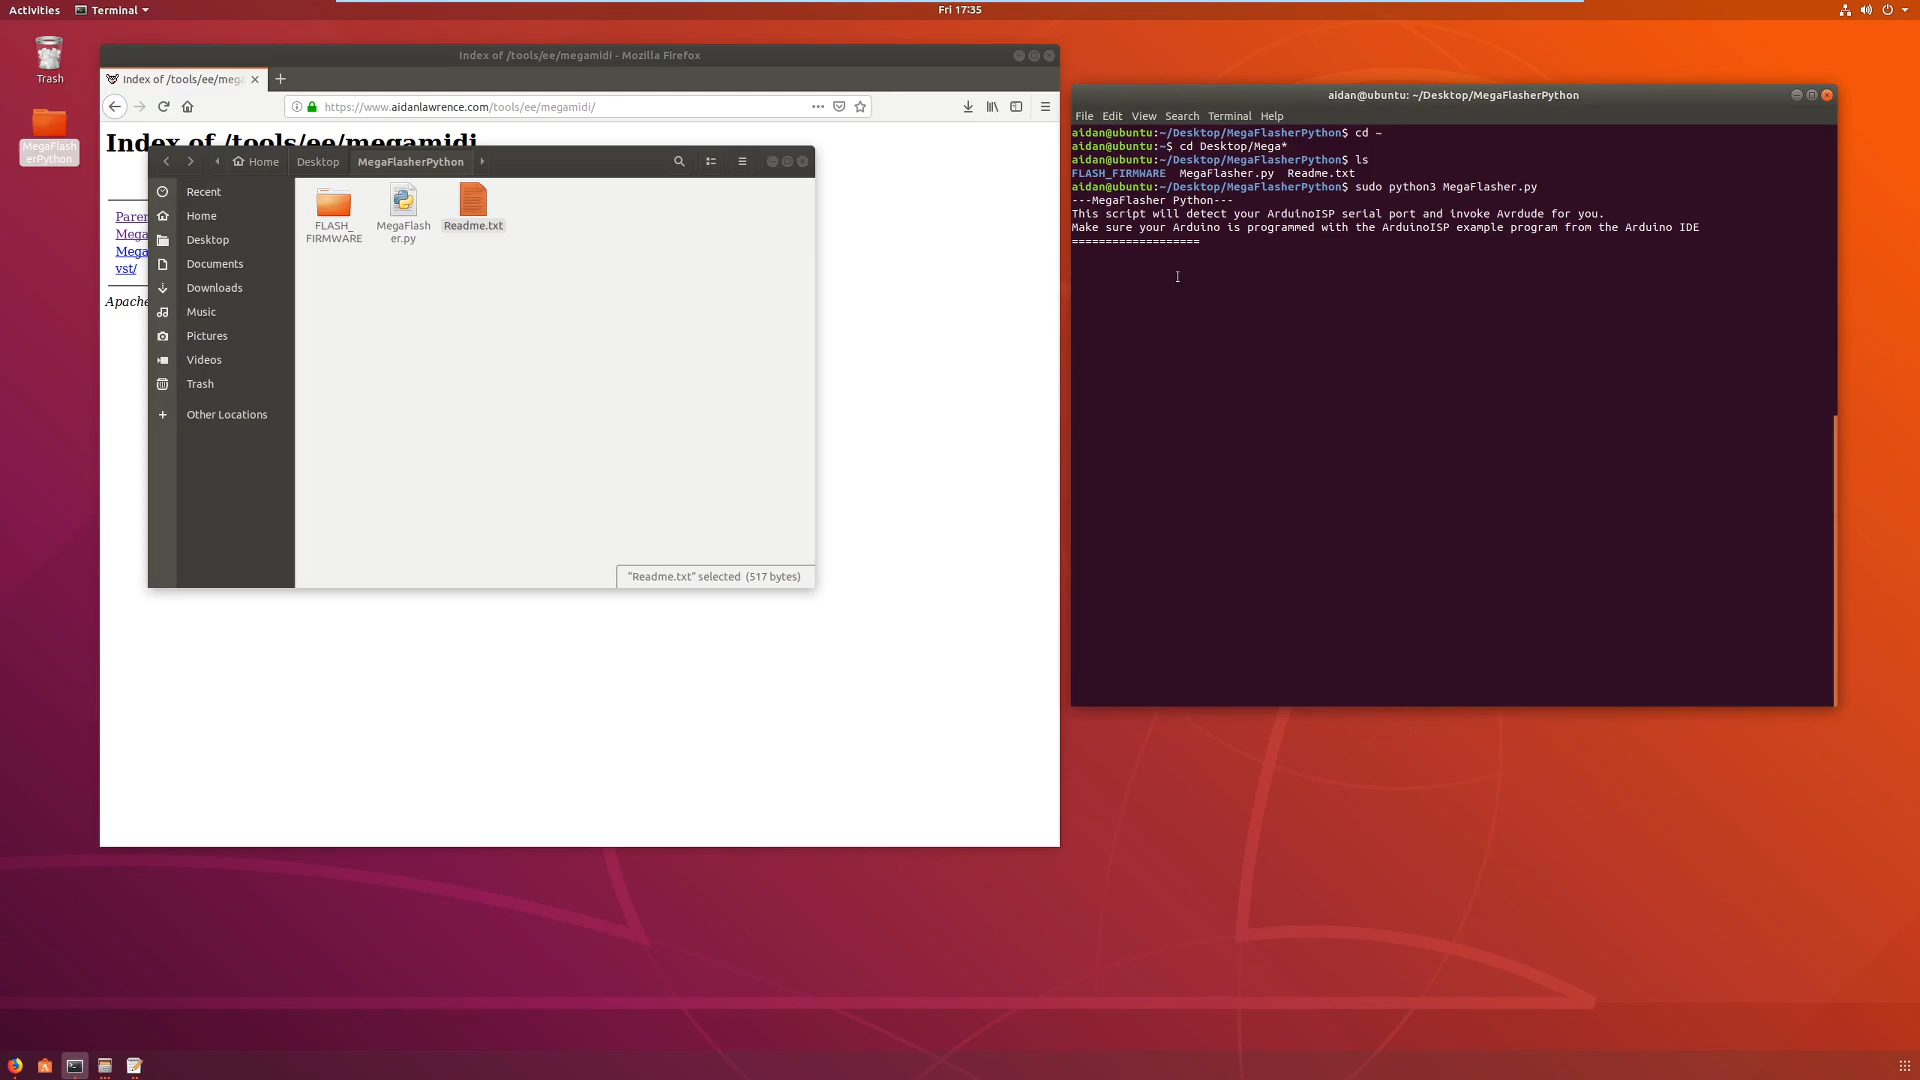 Activities
Terminal
Fri 17:35
Trash
MegaFlash
erPython
Index of /tools/ee/megamidi - Mozilla Firefox
Index of /tools/ee/mega
https://www.aidanlawrence.com/tools/ee/megamidi/
Index of /tools/ee/megamidi
Paren
Mega
Mega
vst/
Apache
Home
Desktop
MegaFlasherPython
Recent
Home
Desktop
Documents
Downloads
Music
Pictures
Videos
Trash
Other Locations
FLASH_
FIRMWARE
MegaFlash
er.py
Readme.txt
"Readme.txt" selected (517 bytes)
aidan@ubuntu: ~/Desktop/MegaFlasherPython
File Edit View Search Terminal Help
aidan@ubuntu:~/Desktop/MegaFlasherPython$ cd ~
aidan@ubuntu:~$ cd Desktop/Mega*
aidan@ubuntu:~/Desktop/MegaFlasherPython$ ls
FLASH_FIRMWARE  MegaFlasher.py  Readme.txt
aidan@ubuntu:~/Desktop/MegaFlasherPython$ sudo python3 MegaFlasher.py
---MegaFlasher Python---
This script will detect your ArduinoISP serial port and invoke Avrdude for you.
Make sure your Arduino is programmed with the ArduinoISP example program from the Arduino IDE
===================